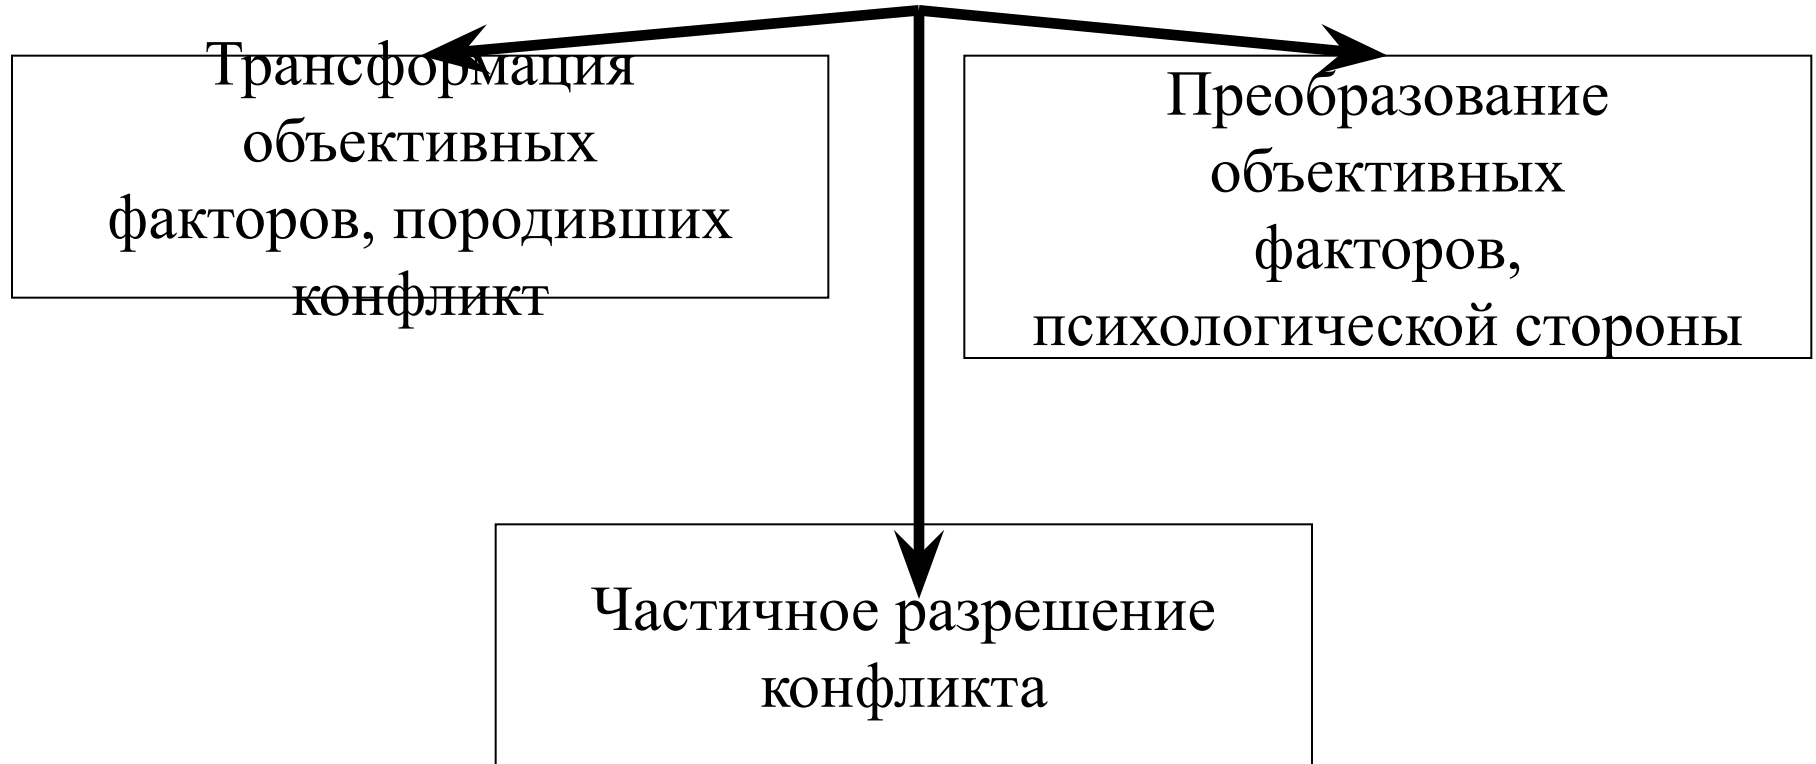 Трансформация
объективных
факторов, породивших
конфликт
Преобразование
объективных
факторов,
психологической стороны
Частичное разрешение
конфликта